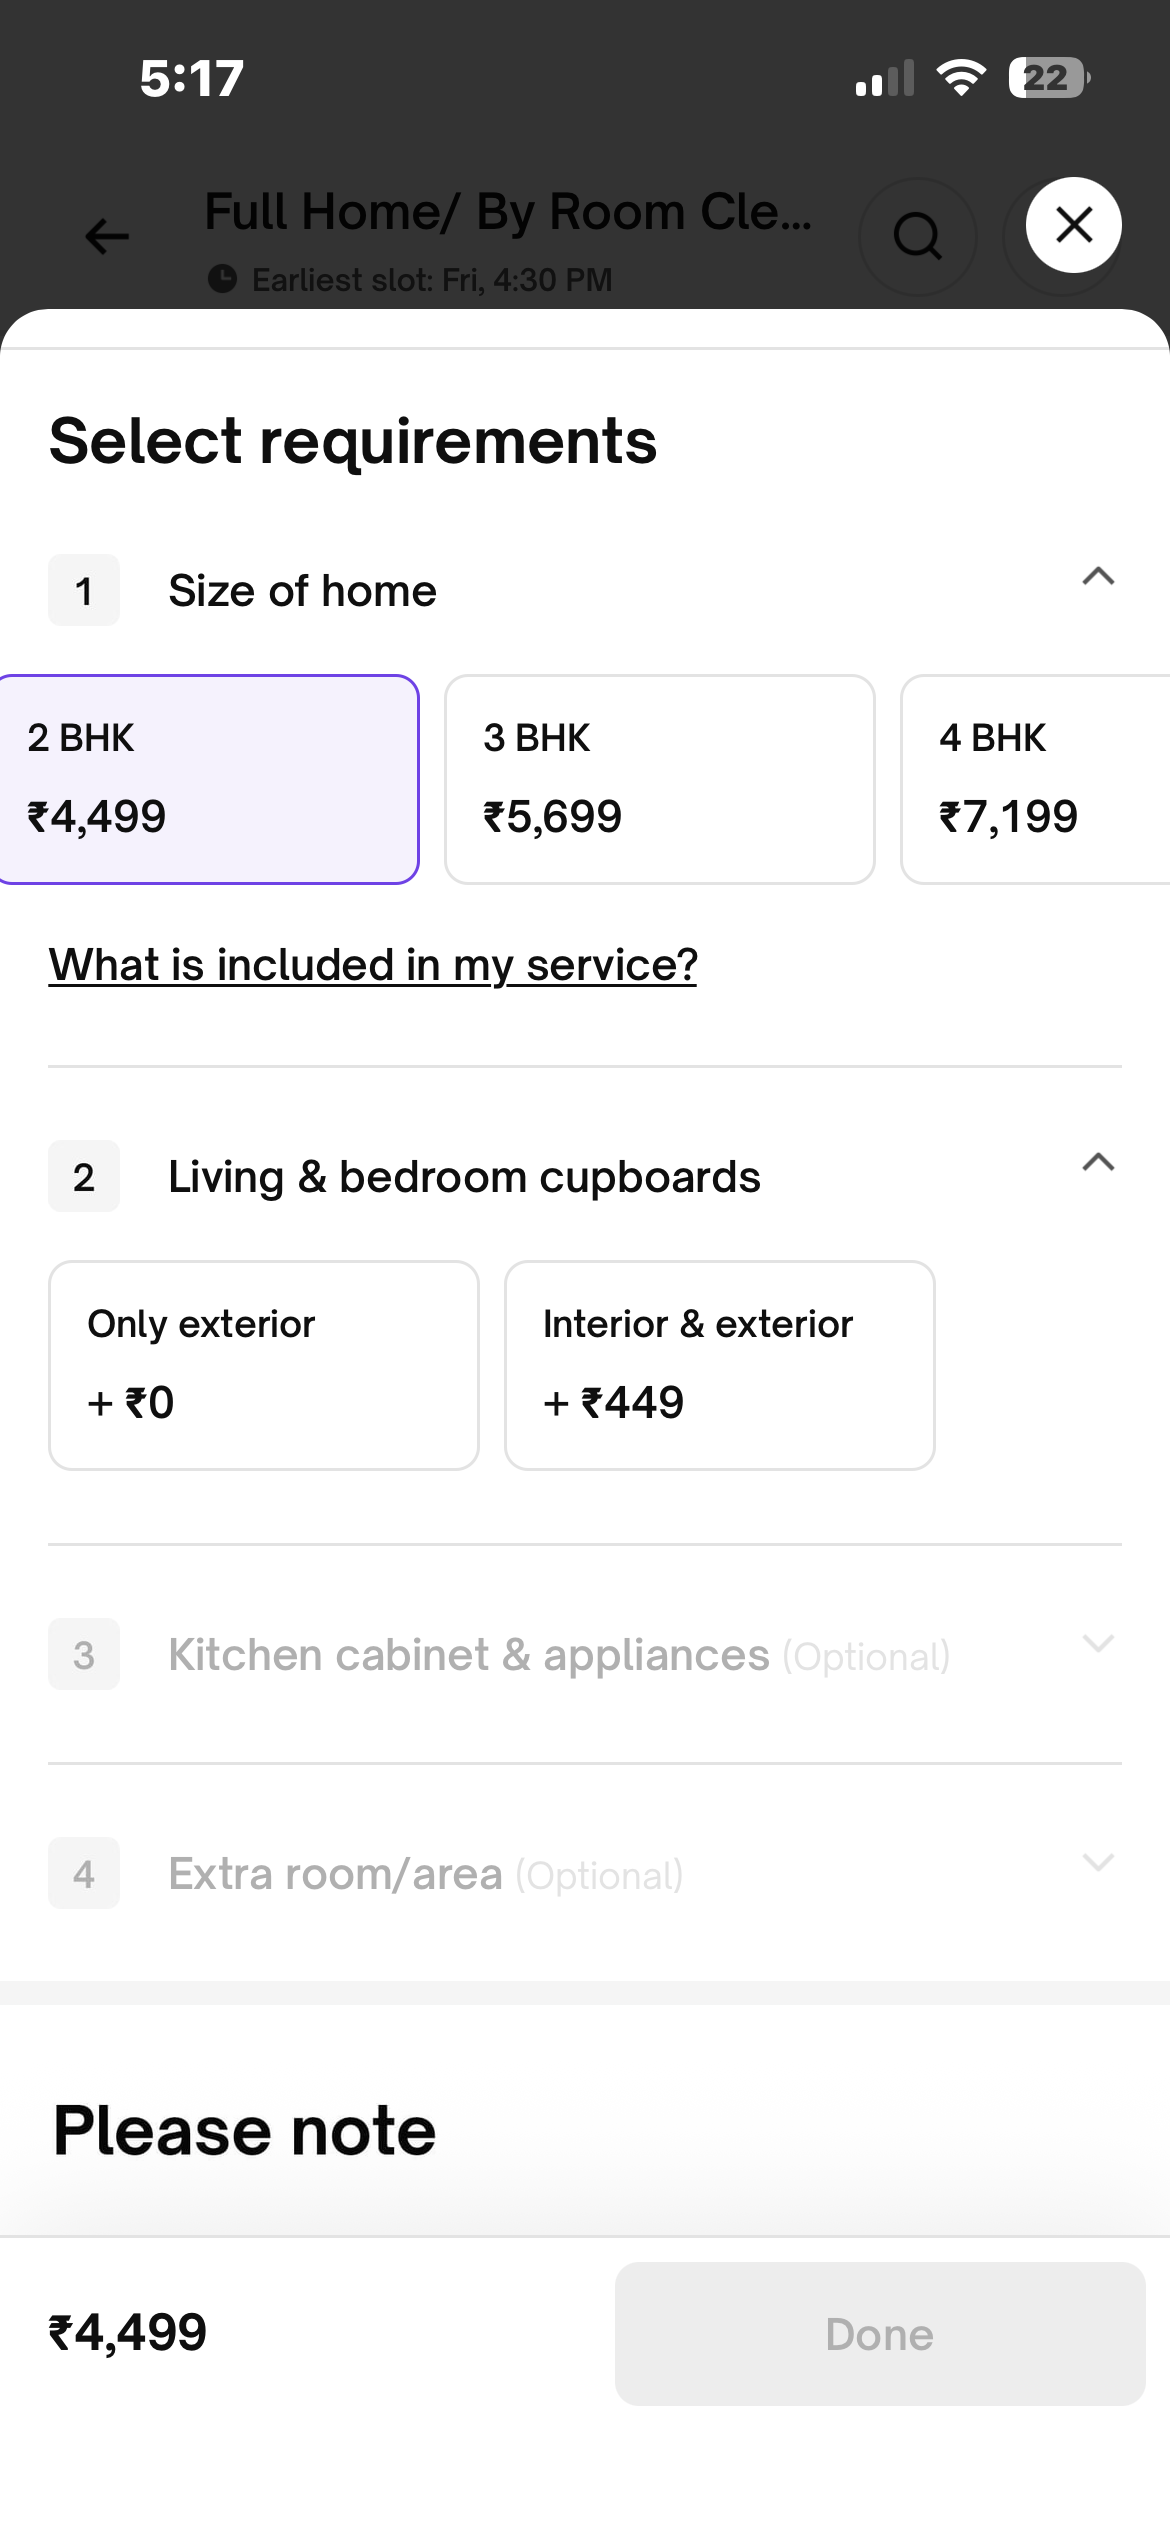 5:17
22
Full Home/ By Room Cle...
Earliest slot: Fri, 4:30 PM
Select requirements
1 Size of home
2 BHK
₹4,499
3 BHK
₹5,699
4 BHK
₹7,199
What is included in my service?
2 Living & bedroom cupboards
Only exterior
+ ₹0
Interior & exterior
+ ₹449
3 Kitchen cabinet & appliances (Optional)
4 Extra room/area (Optional)
Please note
₹4,499
Done